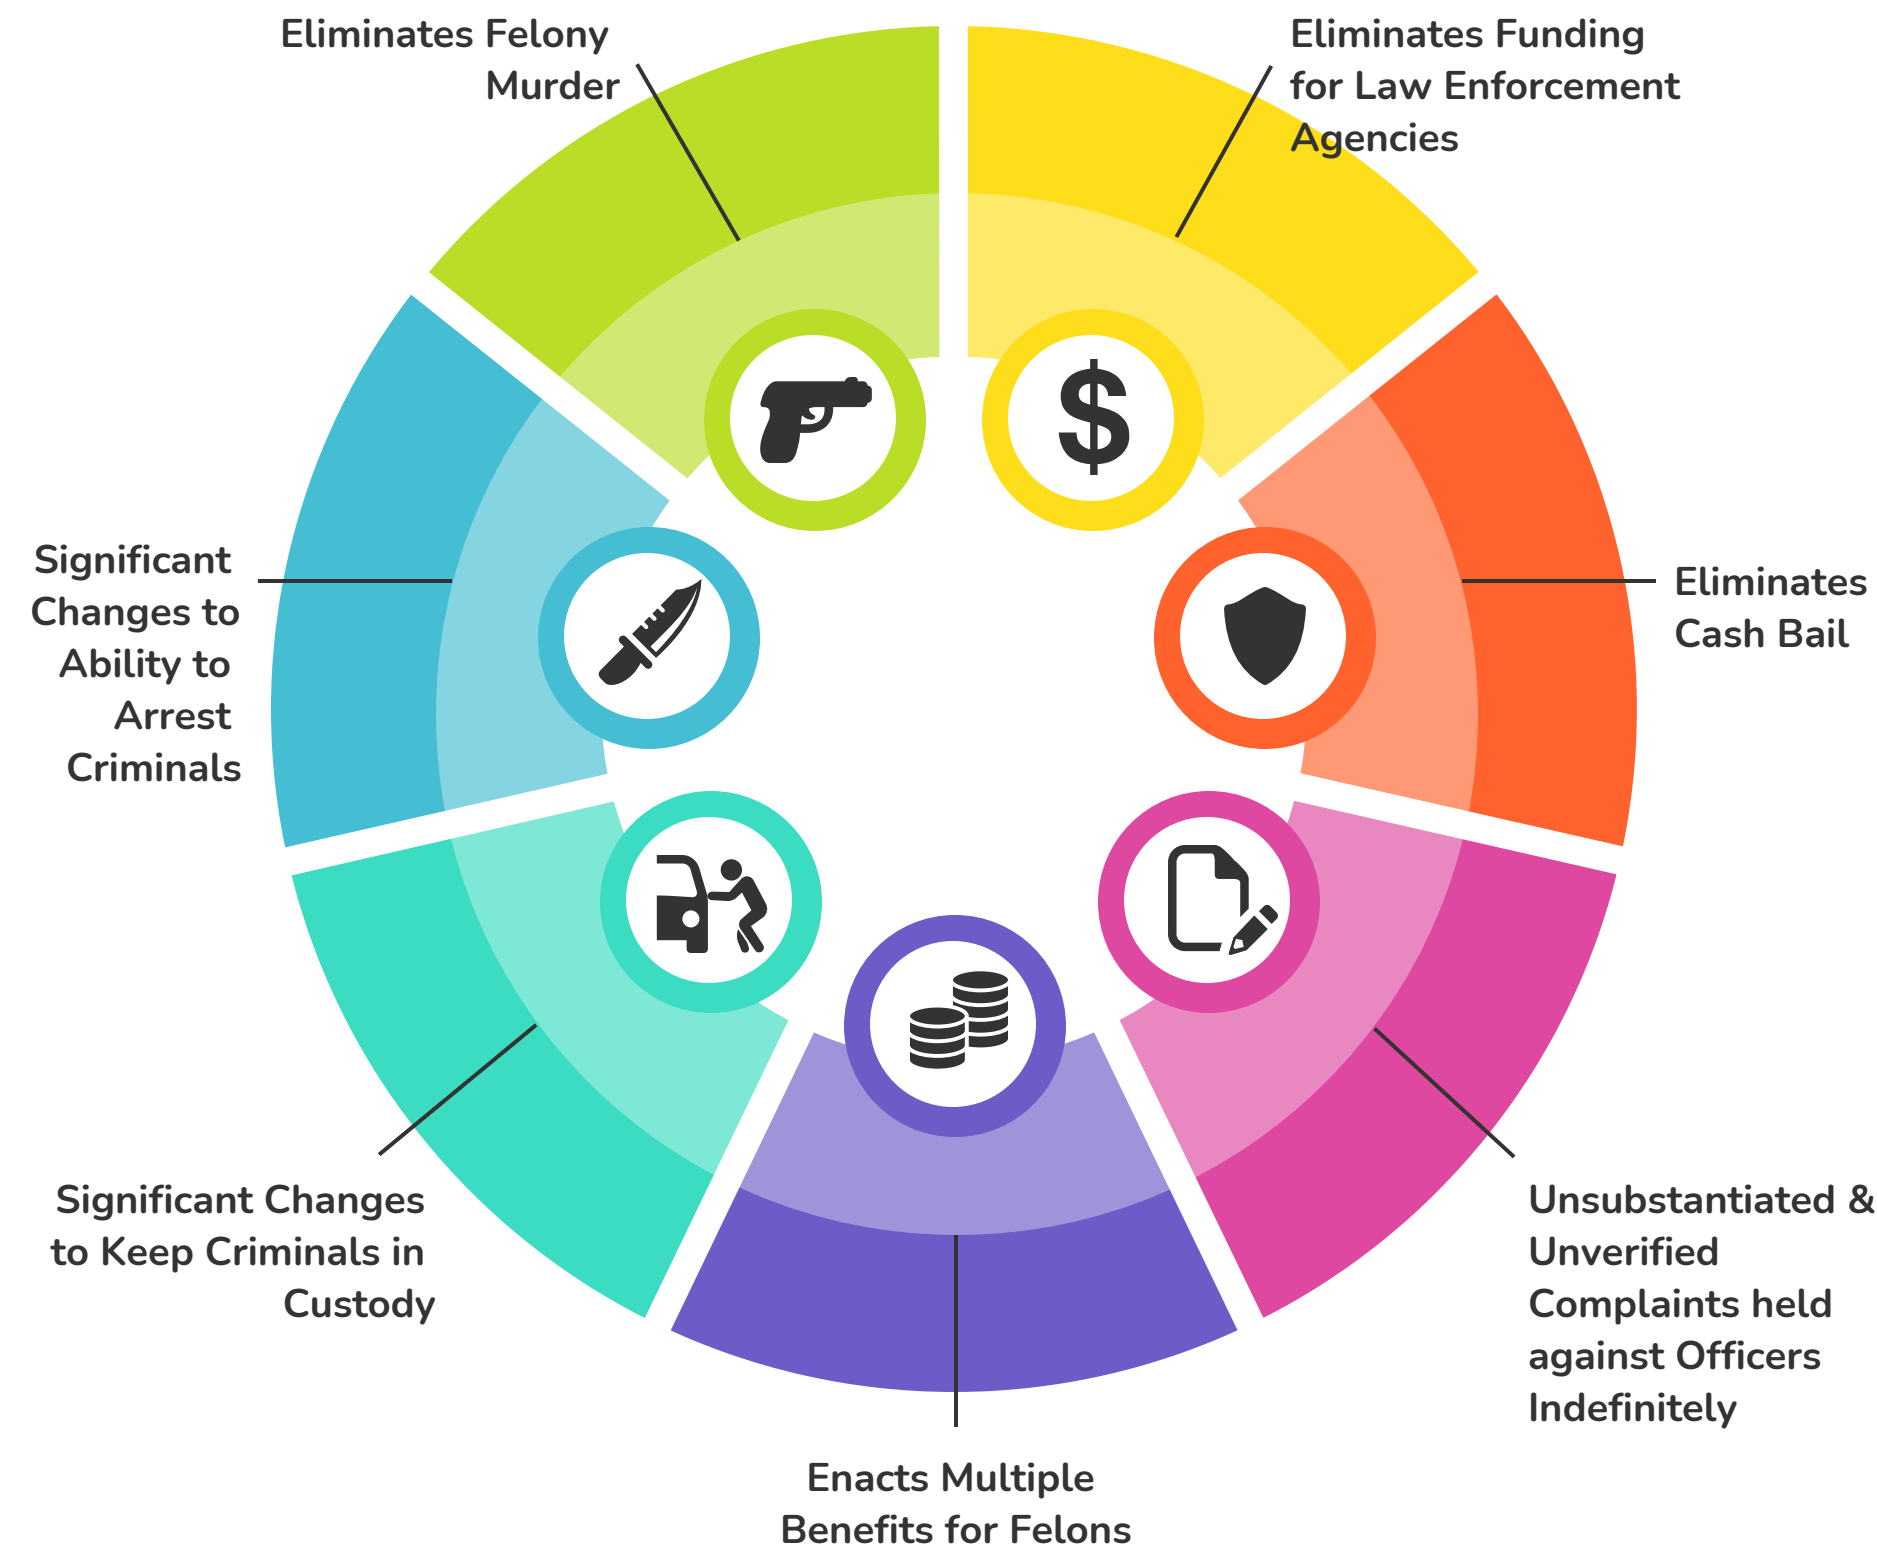 Eliminates Felony
Murder
Eliminates Funding
for Law Enforcement
Agencies
Significant
Changes to
Ability to
Arrest
Criminals
Eliminates
Cash Bail
$
Significant Changes
to Keep Criminals in
Custody
Unsubstantiated &
Unverified
Complaints held
against Officers
Indefinitely
Enacts Multiple
Benefits for Felons